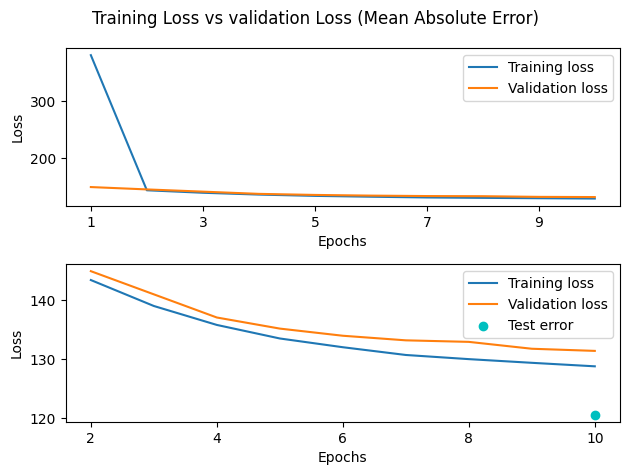 Training Loss vs validation Loss (Mean Absolute Error)
Training loss
Validation loss
300
200
Loss
1 3 5 7 9
Epochs
Training loss
Validation loss
Test error
140
130
120
Loss
2 4 6 8 10
Epochs